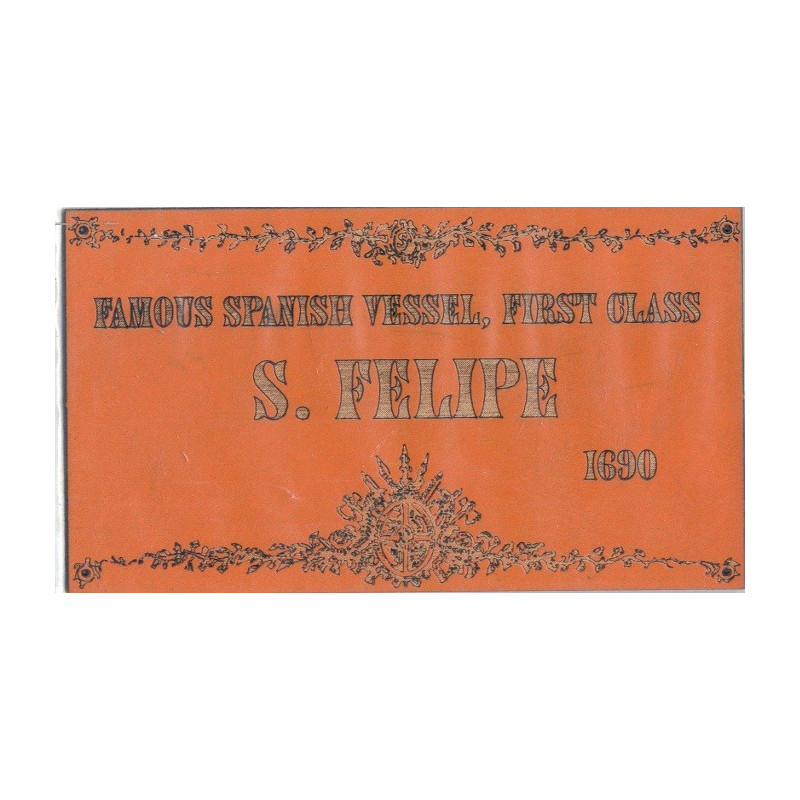 FAMOUS SPANISH VESSEL, FIRST CLASS
S. FELIPE
1690